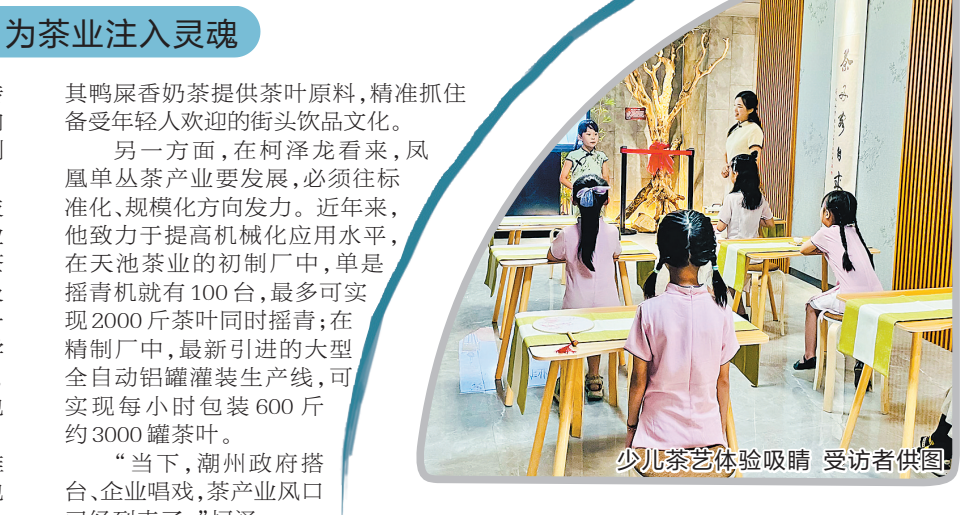 为茶业注入灵魂
其鸭屎香奶茶提供茶叶原料,精准抓住
备受年轻人欢迎的街头饮品文化。
另一方面,在柯泽龙看来,凤
凰单丛茶产业要发展,必须往标
准化、规模化方向发力。近年来,
他致力于提高机械化应用水平,
在天池茶业的初制厂中,单是
摇青机就有100台,最多可实
现2000斤茶叶同时摇青;在
精制厂中,最新引进的大型
全自动铝罐灌装生产线,可
实现每小时包装600斤
约3000罐茶叶。
“当下,潮州政府搭
台、企业唱戏,茶产业风口
少儿茶艺体验吸睛 受访者供图